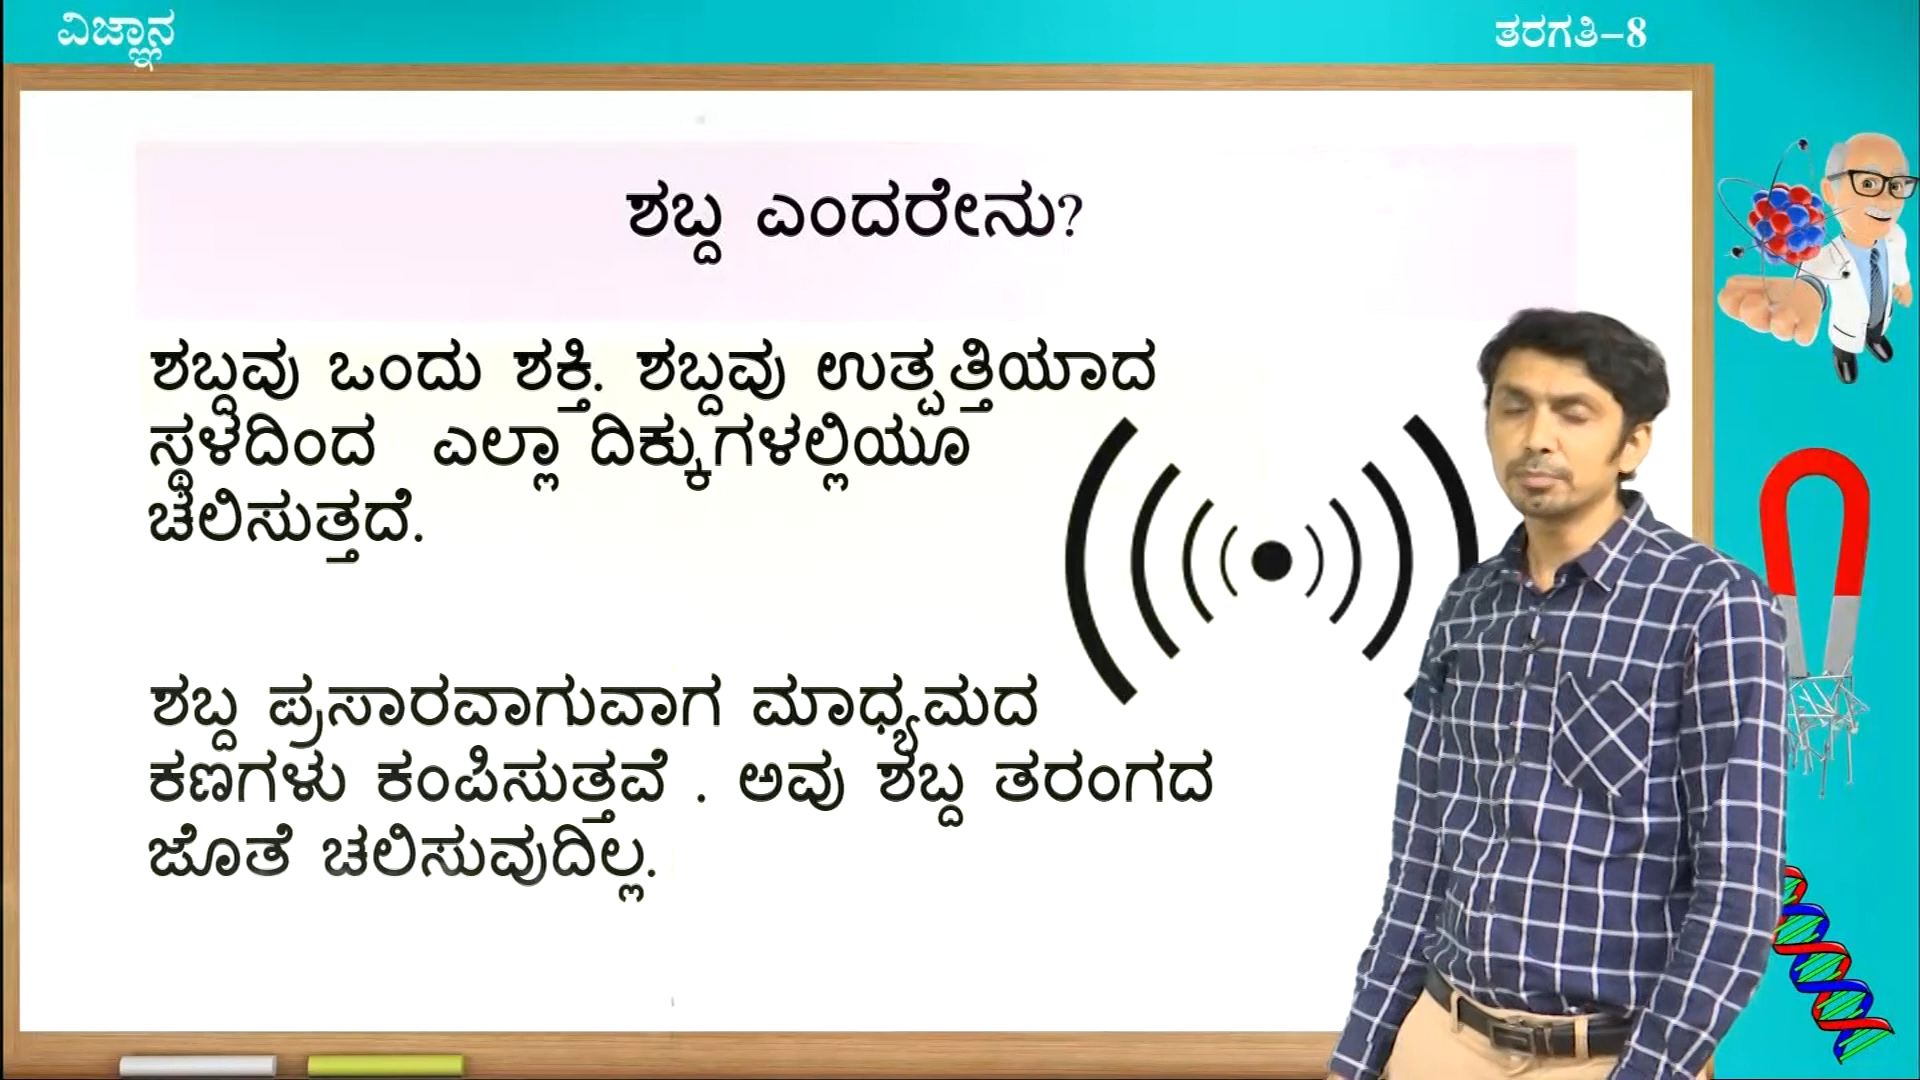 ವಿಜ್ಞಾನ
ತರಗತಿ–8
ಶಬ್ದ ಎಂದರೇನು?
ಶಬ್ದವು ಒಂದು ಶಕ್ತಿ. ಶಬ್ದವು ಉತ್ಪತ್ತಿಯಾದ
ಸ್ಥಳದಿಂದ ಎಲ್ಲಾ ದಿಕ್ಕುಗಳಲ್ಲಿಯೂ
ಚಲಿಸುತ್ತದೆ.
ಶಬ್ದ ಪ್ರಸಾರವಾಗುವಾಗ ಮಾಧ್ಯಮದ
ಕಣಗಳು ಕಂಪಿಸುತ್ತವೆ . ಅವು ಶಬ್ದ ತರಂಗದ
ಜೊತೆ ಚಲಿಸುವುದಿಲ್ಲ.